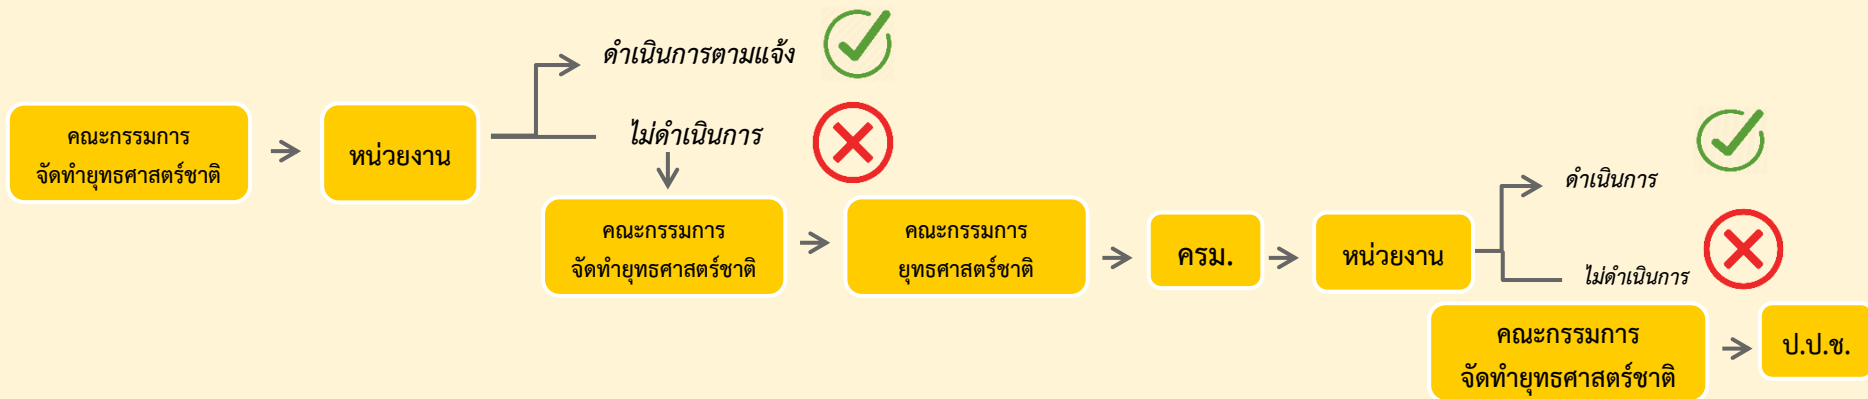 คณะกรรมการ
จัดทำยุทธศาสตร์ชาติ
หน่วยงาน
ดำเนินการตามแจ้ง
ไม่ดำเนินการ
คณะกรรมการ
จัดทำยุทธศาสตร์ชาติ
คณะกรรมการ
ยุทธศาสตร์ชาติ
ครม.
หน่วยงาน
ดำเนินการ
ไม่ดำเนินการ
คณะกรรมการ
จัดทำยุทธศาสตร์ชาติ
ป.ป.ช.